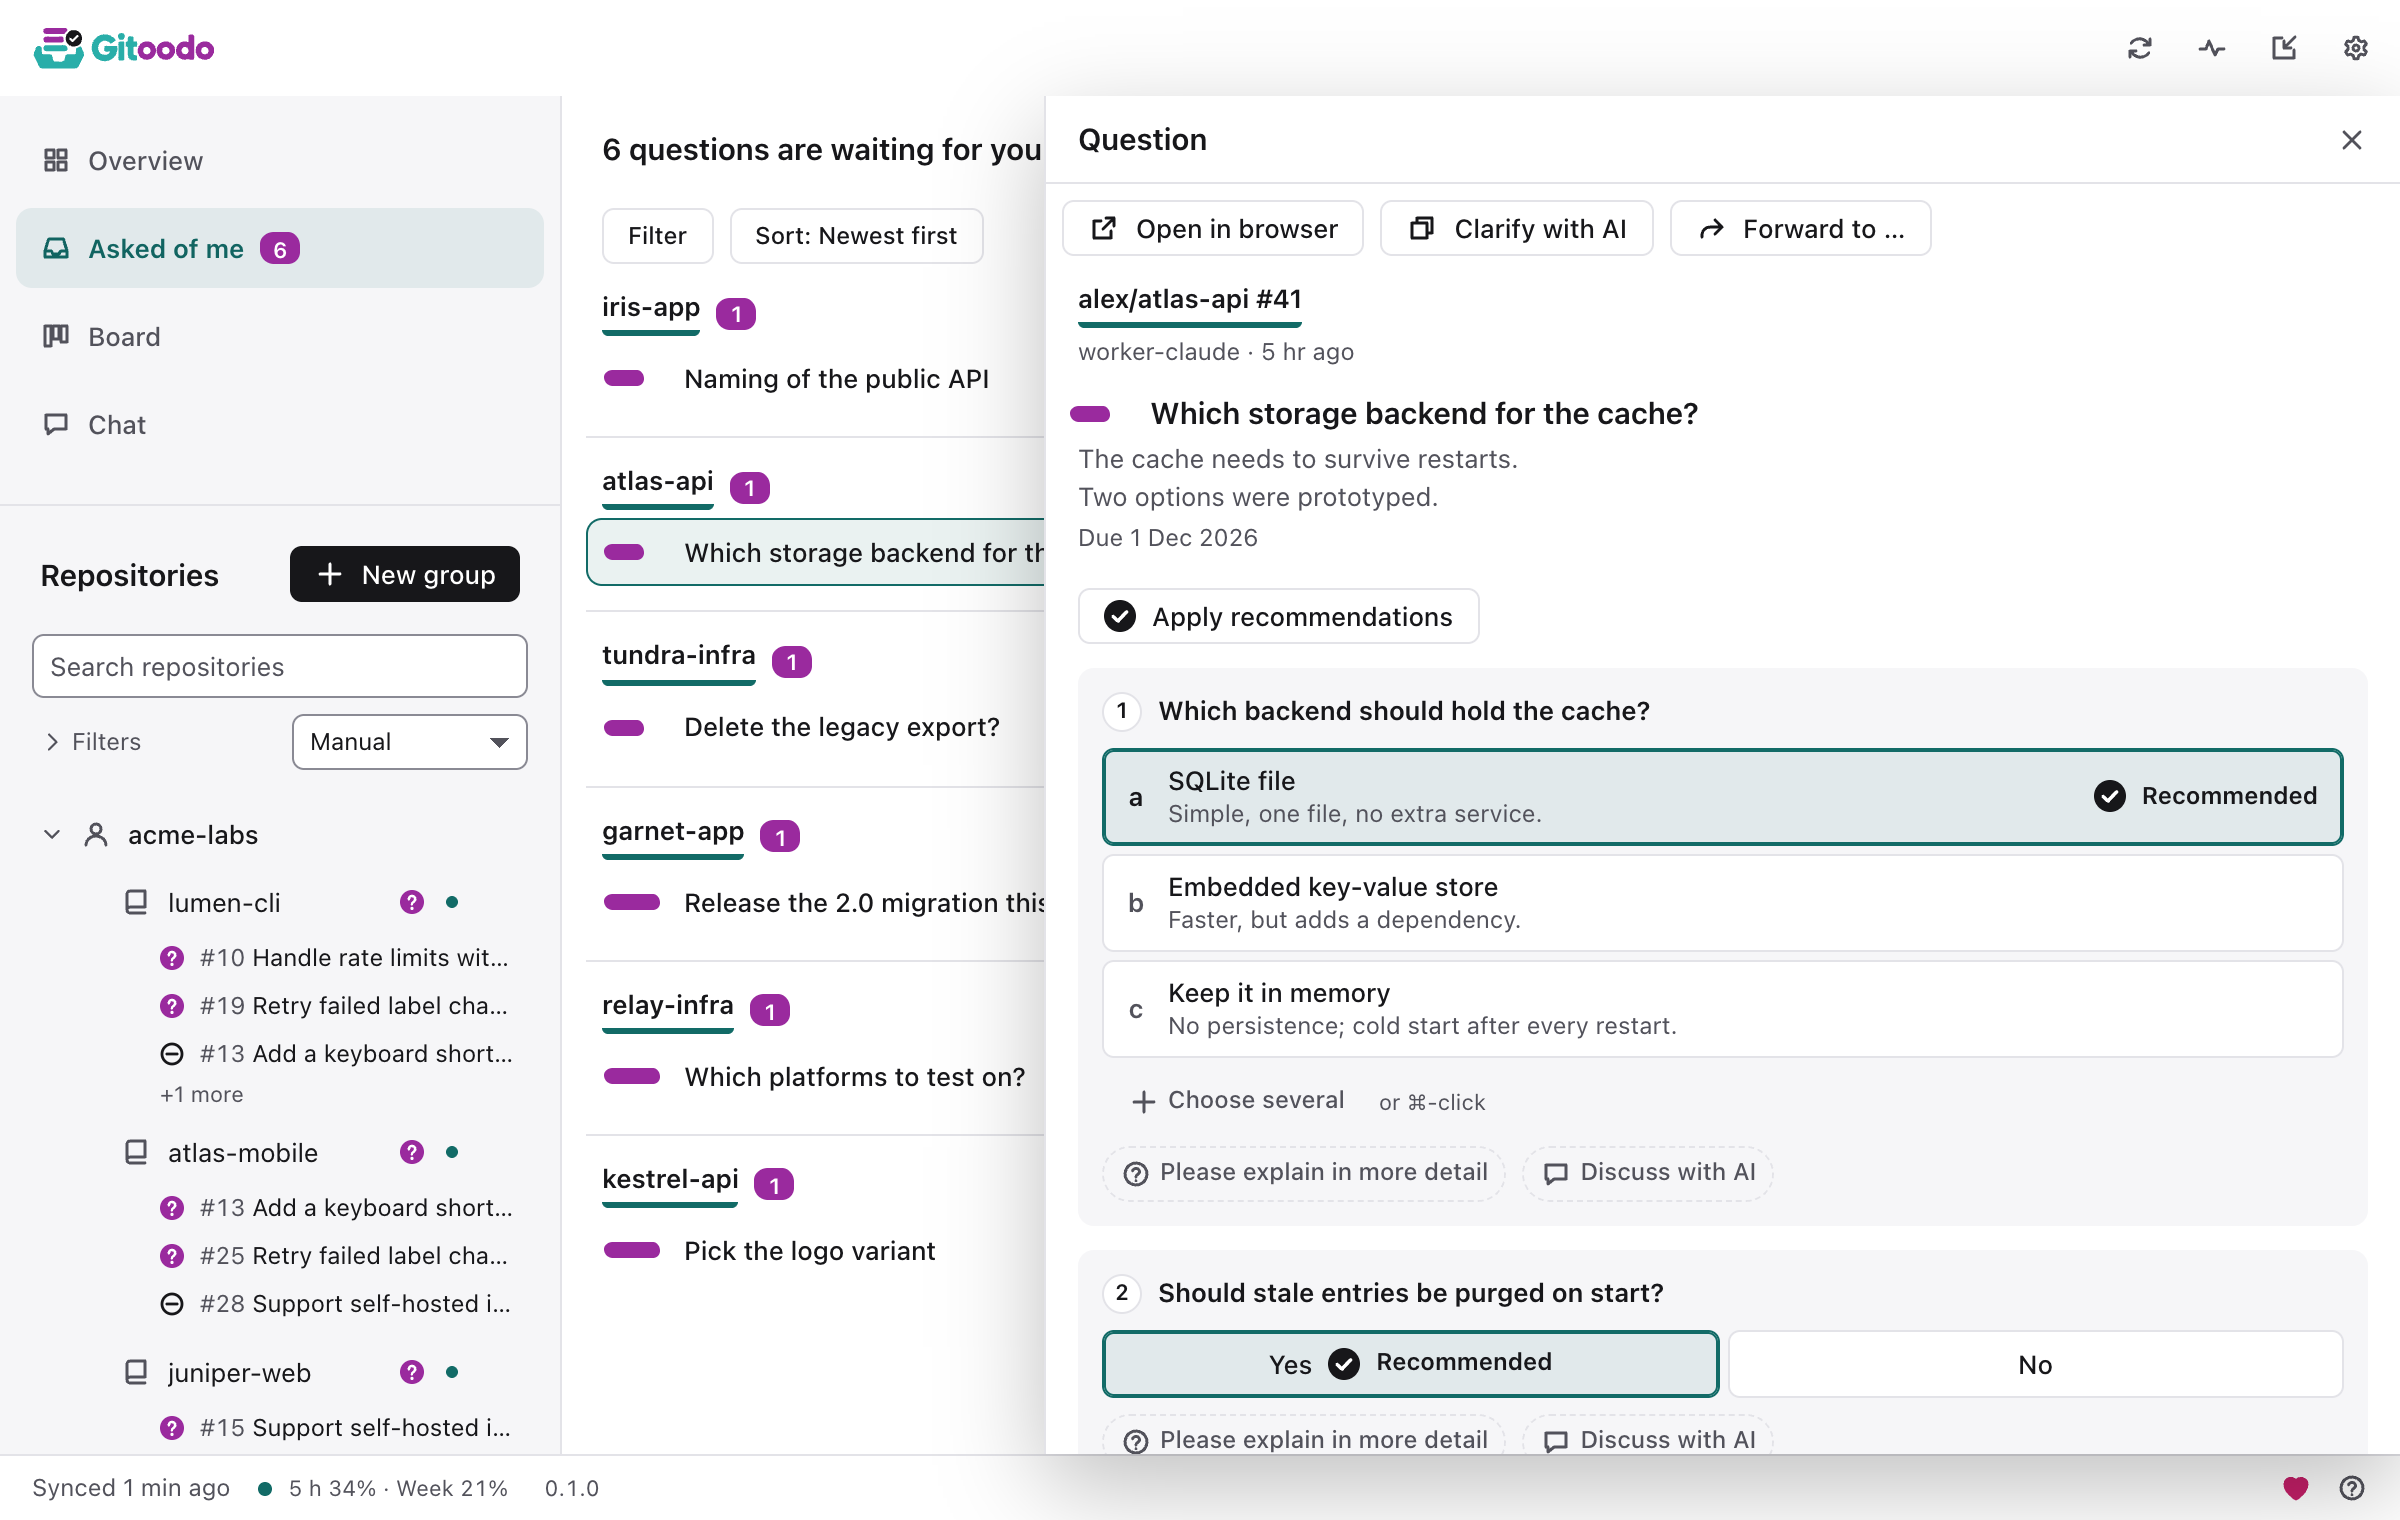 Gitoodo
Overview
Asked of me 6
Board
Chat
Repositories
New group
Search repositories
Filters
Manual
acme-labs
lumen-cli ?
? #10 Handle rate limits wit...
? #19 Retry failed label cha...
#13 Add a keyboard short...
+1 more
atlas-mobile ?
? #13 Add a keyboard short...
? #25 Retry failed label cha...
#28 Support self-hosted i...
juniper-web ?
? #15 Support self-hosted i...
6 questions are waiting for you
Filter
Sort: Newest first
iris-app 1
Naming of the public API
atlas-api 1
Which storage backend for th
tundra-infra 1
Delete the legacy export?
garnet-app 1
Release the 2.0 migration this
relay-infra 1
Which platforms to test on?
kestrel-api 1
Pick the logo variant
Question
Open in browser
Clarify with AI
Forward to ...
alex/atlas-api #41
worker-claude · 5 hr ago
Which storage backend for the cache?
The cache needs to survive restarts.
Two options were prototyped.
Due 1 Dec 2026
Apply recommendations
1 Which backend should hold the cache?
a SQLite file
Simple, one file, no extra service.
Recommended
b Embedded key-value store
Faster, but adds a dependency.
c Keep it in memory
No persistence; cold start after every restart.
Choose several or ⌘-click
? Please explain in more detail
Discuss with AI
2 Should stale entries be purged on start?
Yes Recommended
No
? Please explain in more detail
Discuss with AI
Synced 1 min ago
5 h 34% · Week 21%
0.1.0
?